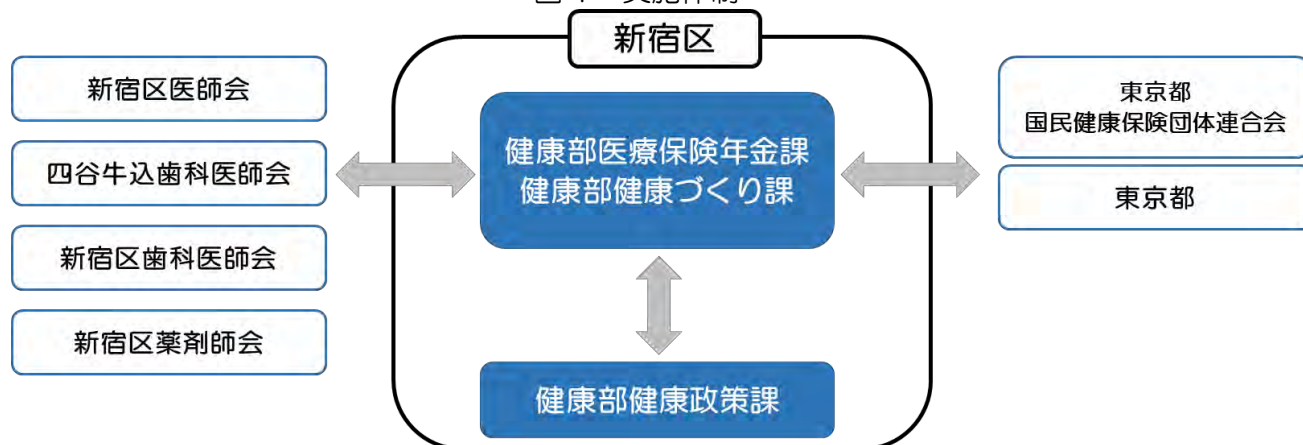 新宿区
新宿区医師会
四谷牛込歯科医師会
新宿区歯科医師会
新宿区薬剤師会
健康部医療保険年金課
健康部健康づくり課
健康部健康政策課
東京都
国民健康保険団体連合会
東京都